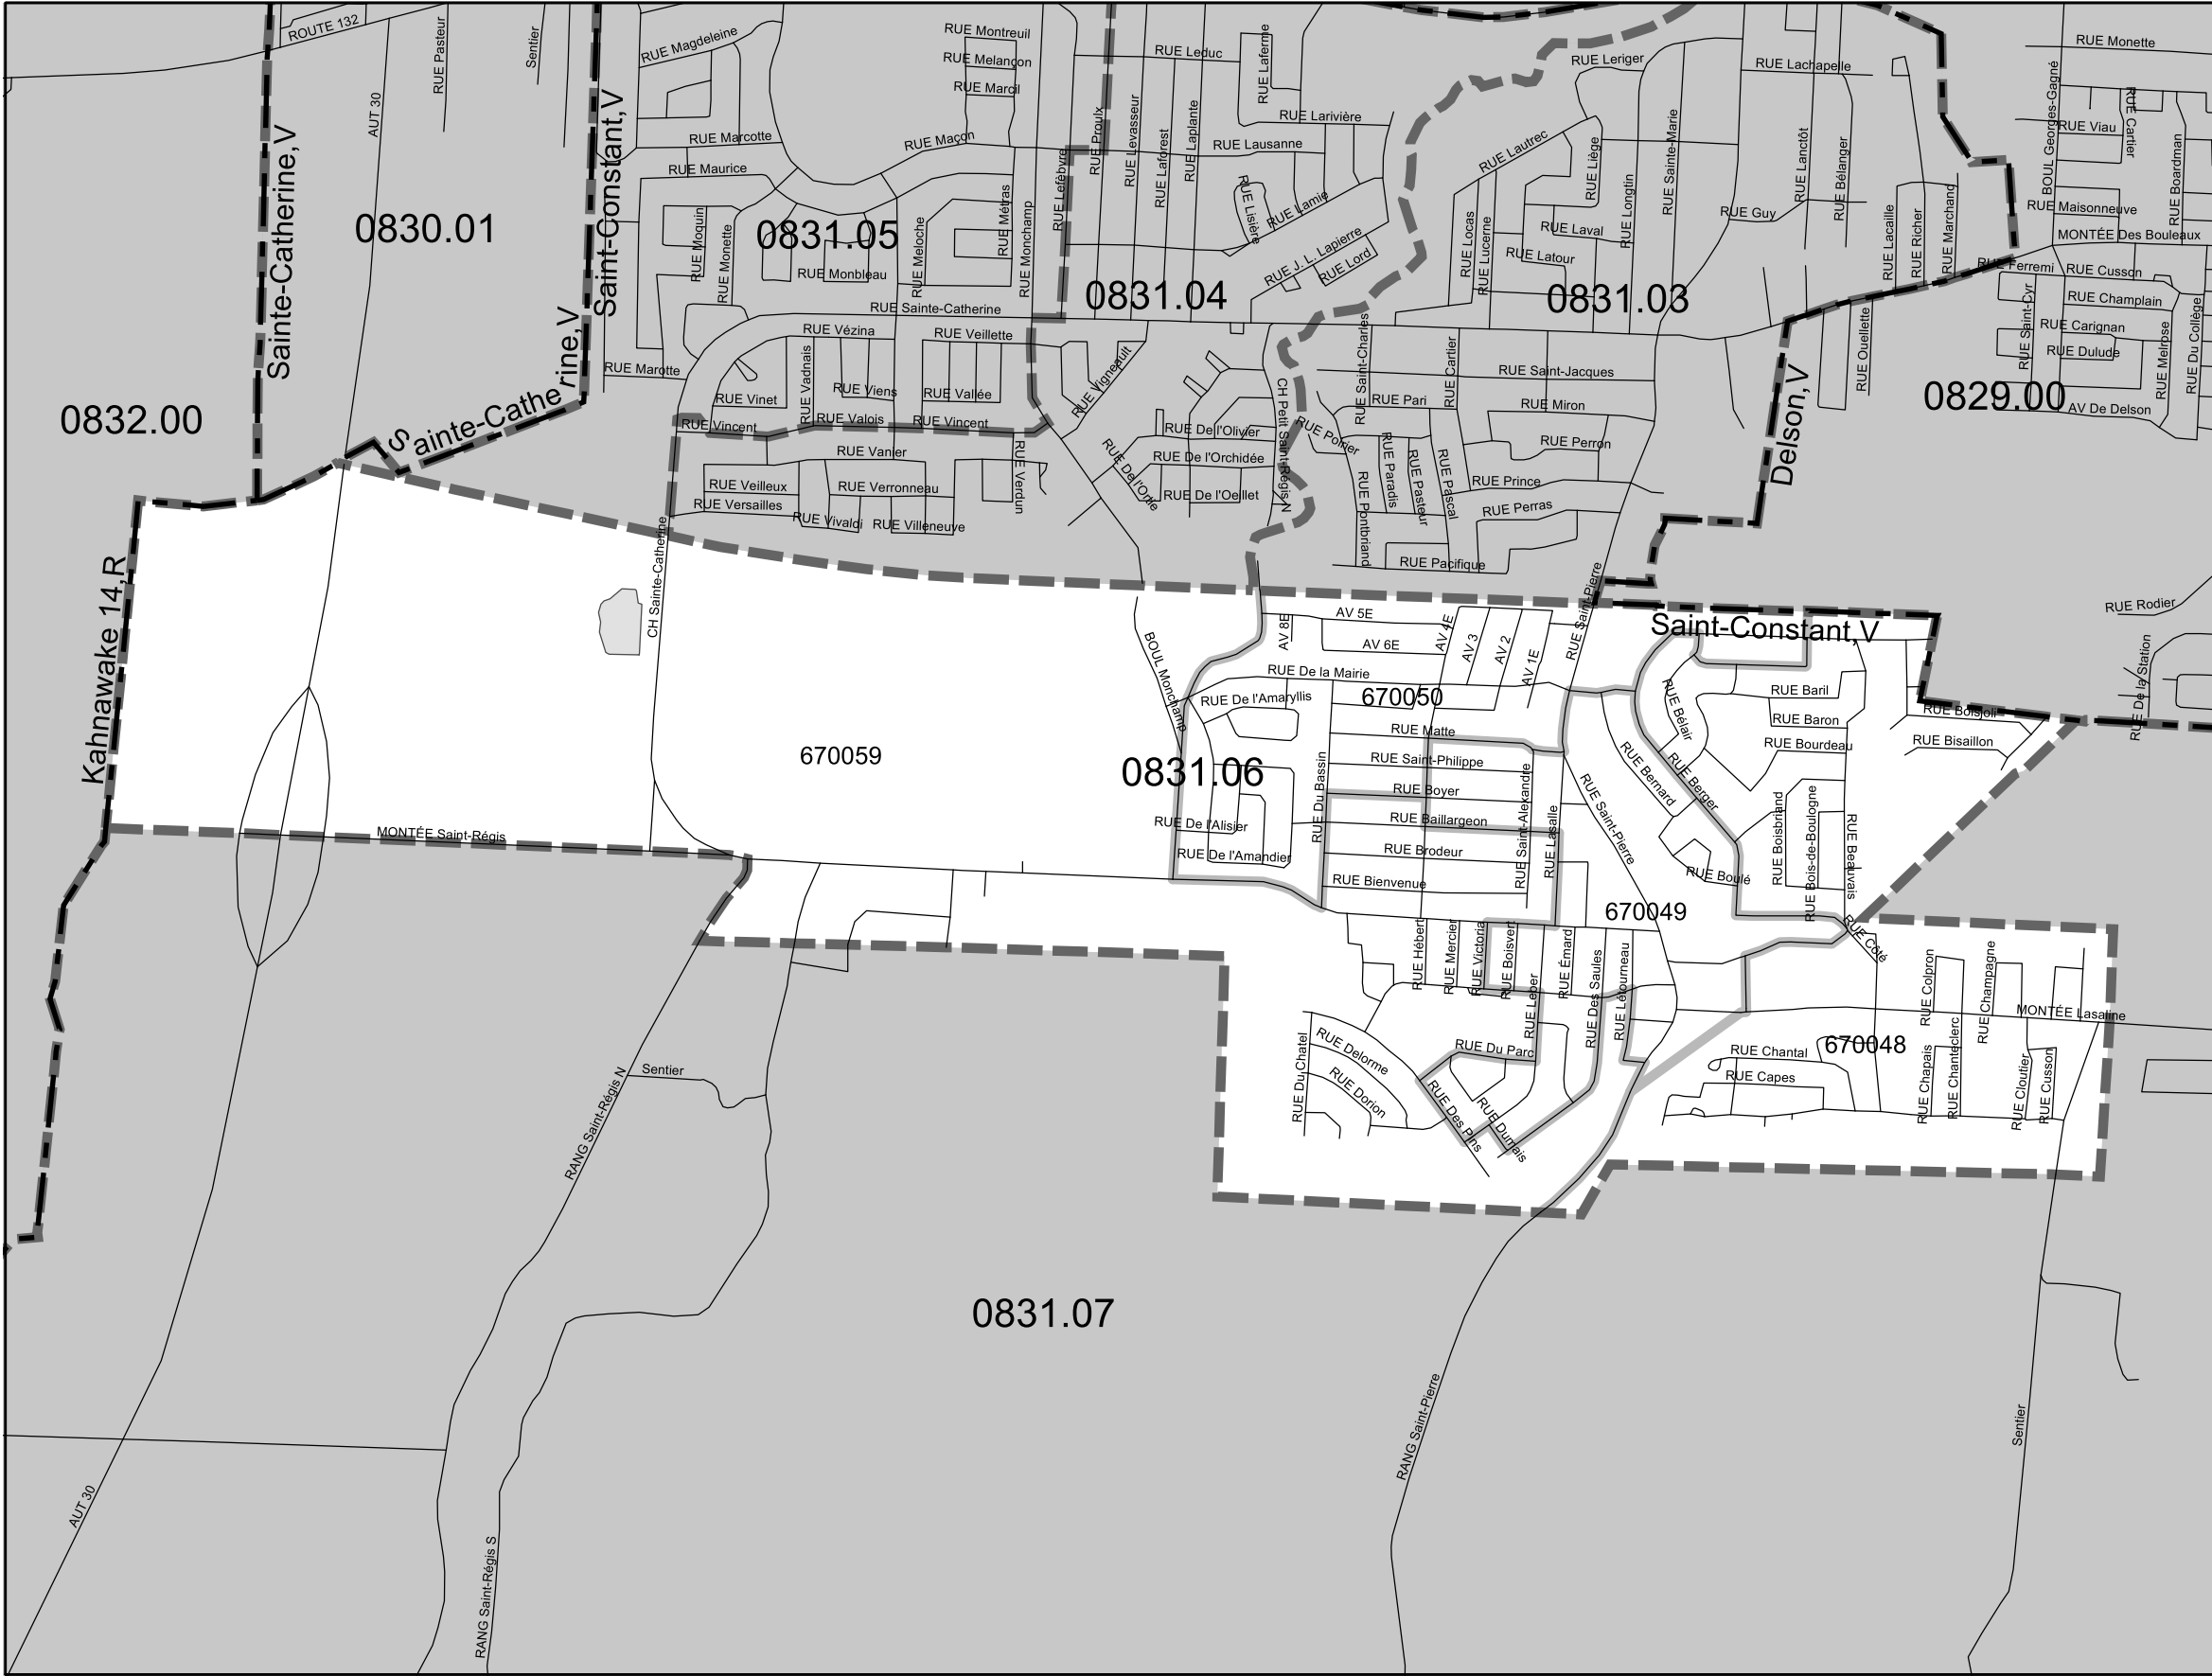 ROUTE 132
AUT 30
RUE Pasteur
Sentier
RUE Magdeleine
RUE Montreuil
RUE Melançon
RUE Marcil
RUE Leduc
RUE Laferme
RUE Leriger
RUE Lachapelle
RUE Monette
RUE Marcotte
RUE Maçon
RUE Maurice
RUE Proulx
RUE Levasseur
RUE Laforest
RUE Laplante
RUE Larivière
RUE Lausanne
RUE Lautrec
RUE Liège
RUE Sainte-Marie
RUE Lanctôt
RUE Bélanger
BOUL Georges-Gagné
RUE Viau
RUE Cartier
RUE Boardman
Sainte-Catherine,V
Saint-Constant,V
0830.01
0831.05
RUE Moquin
RUE Monette
RUE Monbleau
RUE Meloche
RUE Métras
RUE Monchamp
RUE Lefebvre
RUE Lisière
RUE Lamie
RUE J. L. Lapierre
RUE Lord
RUE Locas
RUE Lucerne
RUE Laval
RUE Latour
RUE Longtin
RUE Guy
RUE Lacaille
RUE Richer
RUE Marchand
RUE Maisonneuve
MONTÉE Des Bouleaux
0831.04
0831.03
RUE Ferremi
RUE Cusson
RUE Champlain
RUE Saint-Cyr
RUE Carignan
RUE Dulude
RUE Melrose
RUE Du Collège
RUE Ouellette
0829.00
AV De Delson
Delson,V
RUE Sainte-Catherine
RUE Vézina
RUE Veillette
RUE Marotte
RUE Vadnais
RUE Viens
RUE Vallée
RUE Vinet
RUE Vincent
RUE Valois
RUE Vincent
RUE Vigneault
RUE Vanier
RUE Veilleux
RUE Verronneau
RUE Versailles
RUE Vivaldi
RUE Villeneuve
RUE Verdun
RUE De l'Olivier
RUE De l'Orchidée
RUE De l'Oeillet
RUE De l'Ortie
CH Petit Saint-Régis N
RUE Saint-Charles
RUE Cartier
RUE Saint-Jacques
RUE Pari
RUE Miron
RUE Poirier
RUE Perron
RUE Paradis
RUE Pasteur
RUE Pascal
RUE Prince
RUE Perras
RUE Pontbriand
RUE Pacifique
0832.00
Sainte-Catherine,V
Kahnawake 14,R
CH Sainte-Catherine
RUE Saint-Pierre
Saint-Constant,V
RUE Rodier
RUE De la Station
AV 5E
AV 8E
AV 6E
AV 4E
AV 3
AV 2
AV 1E
BOUL Monchamp
RUE De la Mairie
RUE De l'Amaryllis
670050
RUE Matte
RUE Saint-Philippe
RUE Boyer
RUE Baillargeon
RUE Brodeur
RUE Bienvenue
RUE Du Bassin
RUE Saint-Alexandre
RUE Lasalle
RUE Saint-Pierre
RUE De l'Alisier
RUE De l'Amandier
0831.06
670059
RUE Bélair
RUE Bernard
RUE Berger
RUE Baril
RUE Baron
RUE Bourdeau
RUE Boisjoli
RUE Bisaillon
RUE Boulé
RUE Boisbriand
RUE Bois-de-Boulogne
RUE Beauvais
RUE Côté
670049
MONTÉE Saint-Régis
RUE Hébert
RUE Mercier
RUE Victoria
RUE Boisvert
RUE Leber
RUE Émard
RUE Des Saules
RUE Létourneau
RUE Du Chatel
RUE Delorme
RUE Dorion
RUE Du Parc
RUE Des Pins
RUE Dumais
RUE Colpron
RUE Champagne
MONTÉE Lasaline
670048
RUE Chantal
RUE Capes
RUE Chapais
RUE Chanteclerc
RUE Cloutier
RUE Cusson
Sentier
RANG Saint-Régis N
0831.07
RANG Saint-Pierre
Sentier
AUT 30
RANG Saint-Régis S